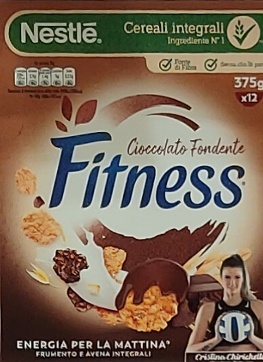 Nestlé®
Cereali integrali
Ingrediente N°1
Fonte
di Fibre
375g
x12
Cioccolato Fondente
Fitness®
ENERGIA PER LA MATTINA*
FRUMENTO E AVENA INTEGRALI
Cristina Chirichella